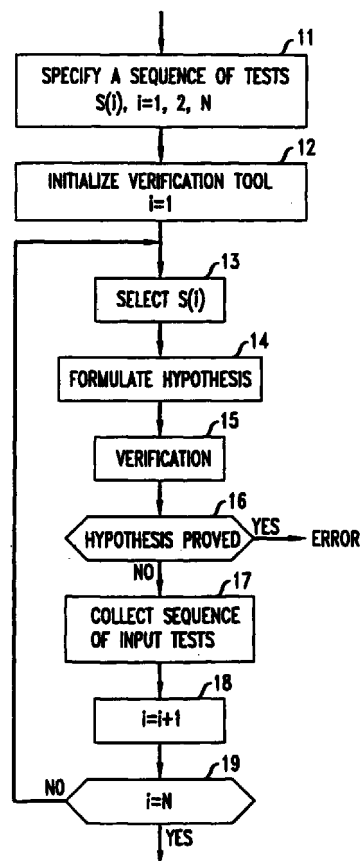 11
SPECIFY A SEQUENCE OF TESTS
S(i), i=1, 2, N
12
INITIALIZE VERIFICATION TOOL
i=1
13
SELECT S(i)
14
FORMULATE HYPOTHESIS
15
VERIFICATION
16
HYPOTHESIS PROVED
YES
ERROR
NO
17
COLLECT SEQUENCE
OF INPUT TESTS
18
i=i+1
19
NO
i=N
YES